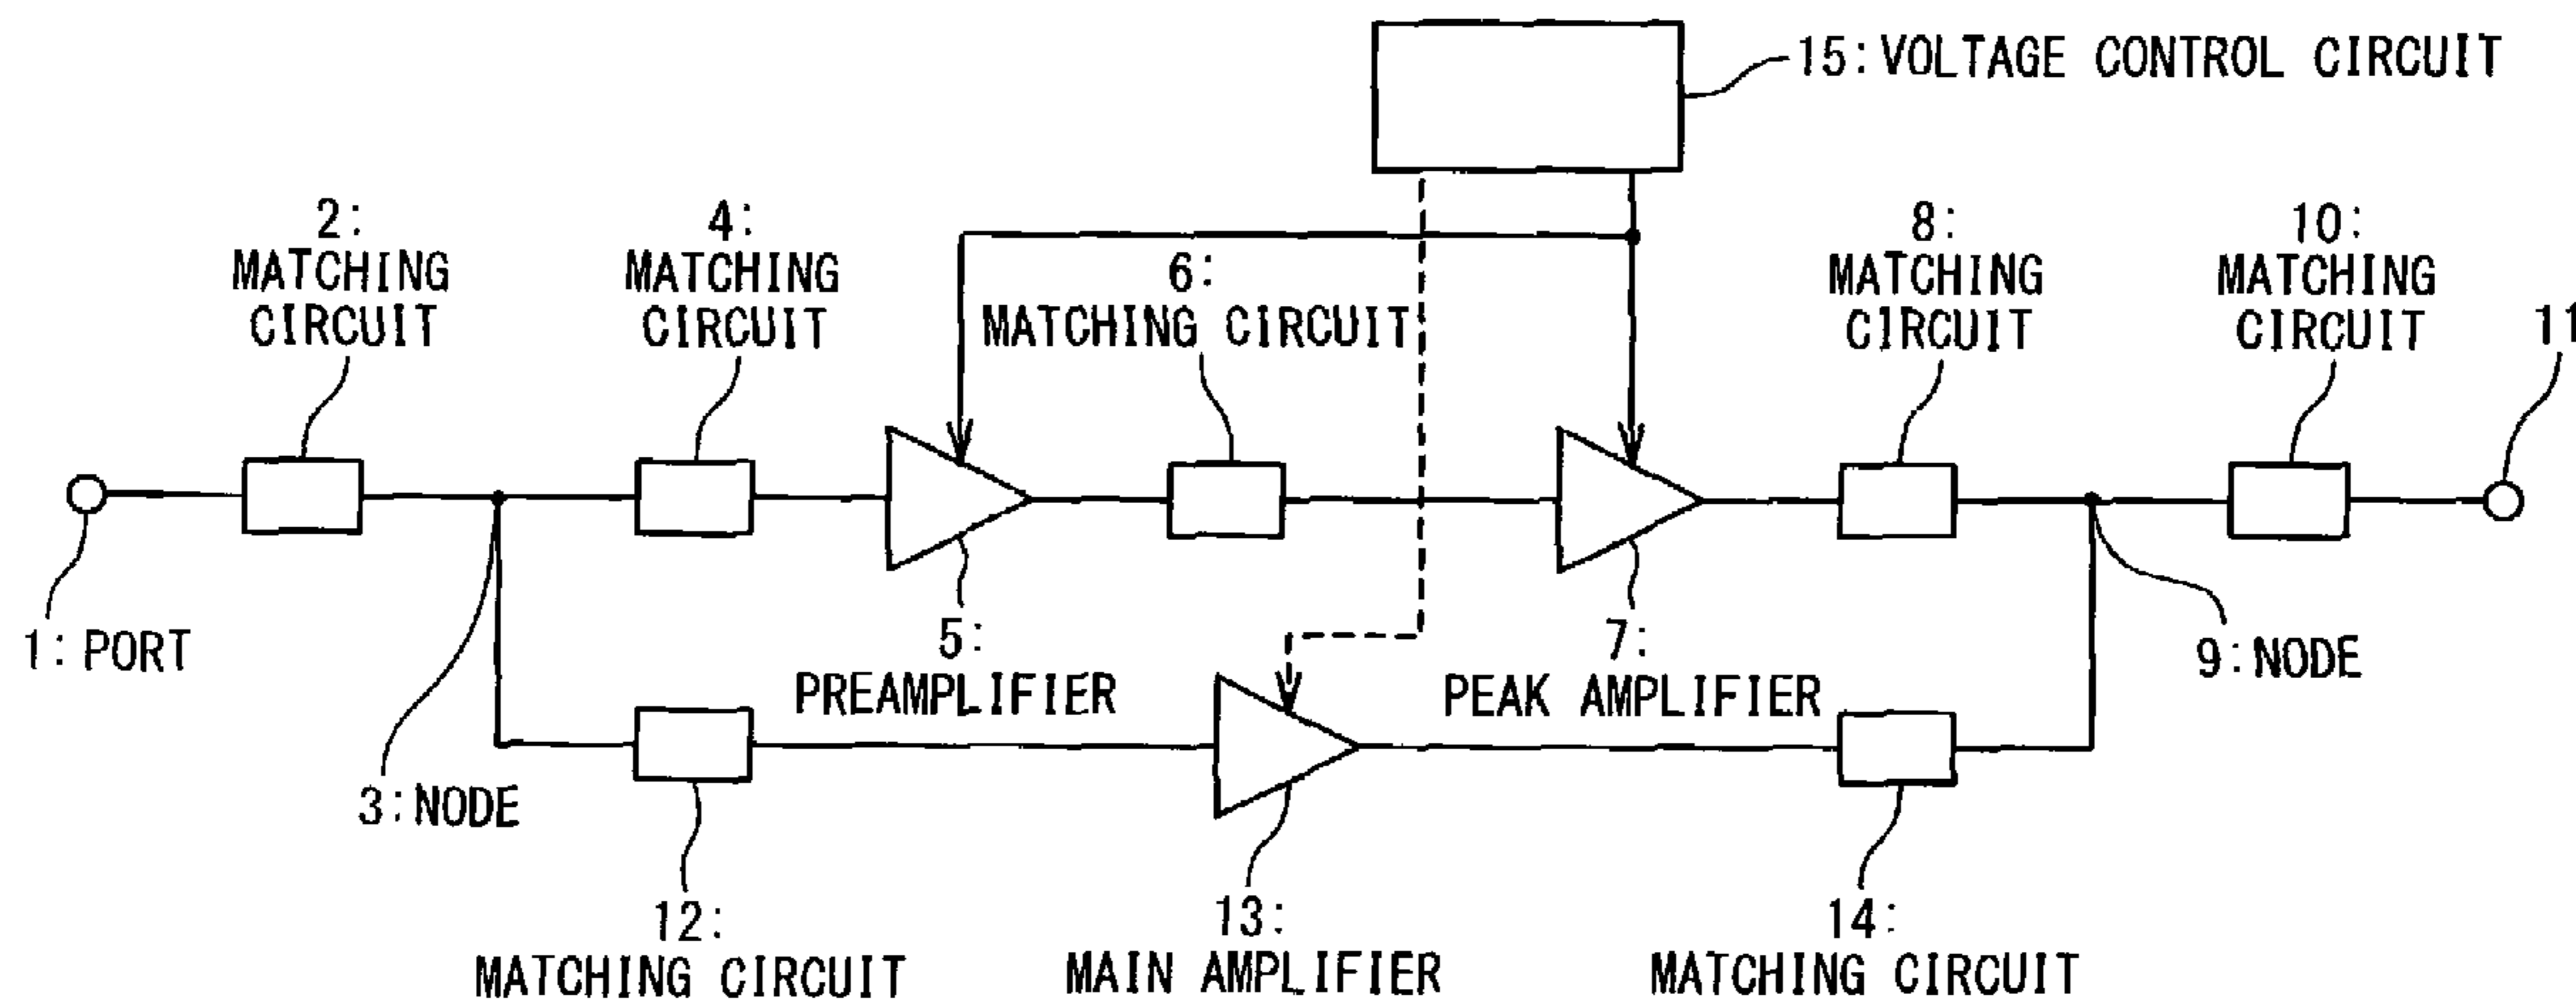 15: VOLTAGE CONTROL CIRCUIT
2:
MATCHING
CIRCUIT
4:
MATCHING
CIRCUIT
6:
MATCHING CIRCUIT
8:
MATCHING
CIRCUIT
10:
MATCHING
CIRCUIT
11
1: PORT
5:
PREAMPLIFIER
7:
PEAK AMPLIFIER
9: NODE
3: NODE
12:
MATCHING CIRCUIT
13:
MAIN AMPLIFIER
14:
MATCHING CIRCUIT